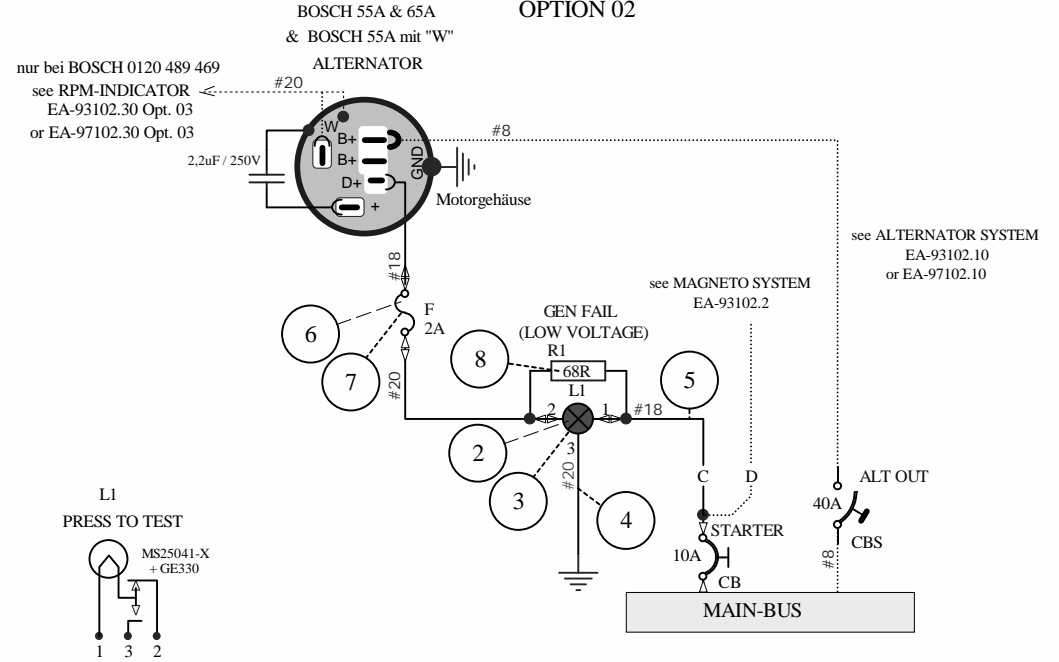 OPTION 02
BOSCH 55A & 65A
& BOSCH 55A mit "W"
ALTERNATOR
nur bei BOSCH 0120 489 469
see RPM-INDICATOR
EA-93102.30 Opt. 03
or EA-97102.30 Opt. 03
#20
W
B+
B+
D+
+
GND
2,2uF / 250V
Motorgehäuse
#8
see ALTERNATOR SYSTEM
EA-93102.10
or EA-97102.10
see MAGNETO SYSTEM
EA-93102.2
#18
F
2A
6
7
#20
GEN FAIL
(LOW VOLTAGE)
R1
68R
L1
8
5
2
1
#18
2
3
3
#20
4
C
D
STARTER
10A
CB
ALT OUT
40A
CBS
#8
MAIN-BUS
L1
PRESS TO TEST
MS25041-X
+ GE330
1
3
2